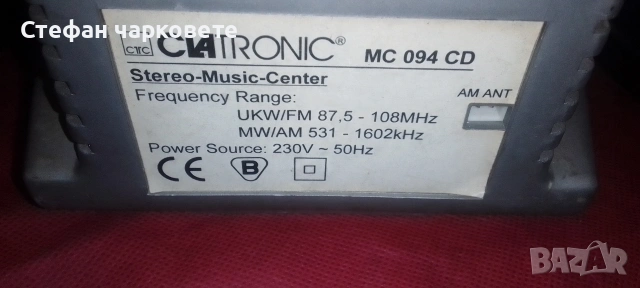 Стефан чарковете
CTC CLATRONIC® MC 094 CD
Stereo-Music-Center
Frequency Range: AM ANT
UKW/FM 87,5 - 108MHz
MW/AM 531 - 1602kHz
Power Source: 230V ~ 50Hz
CE B
BAZAR